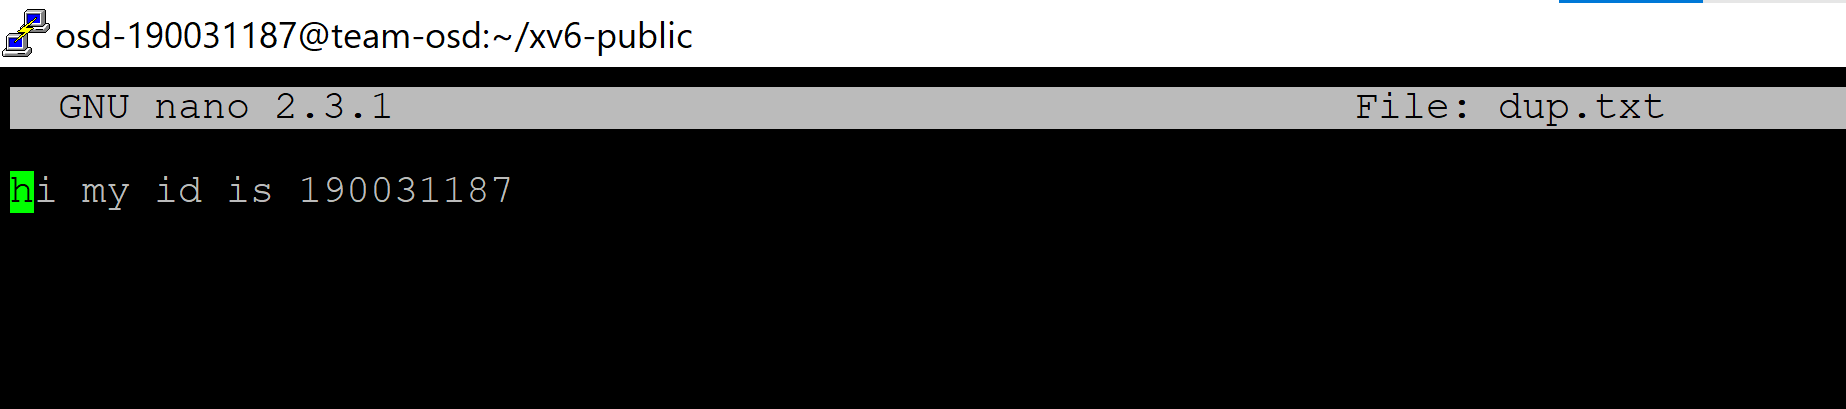 osd-190031187@team-osd:~/xv6-public
GNU nano 2.3.1 File: dup.txt
hi my id is 190031187